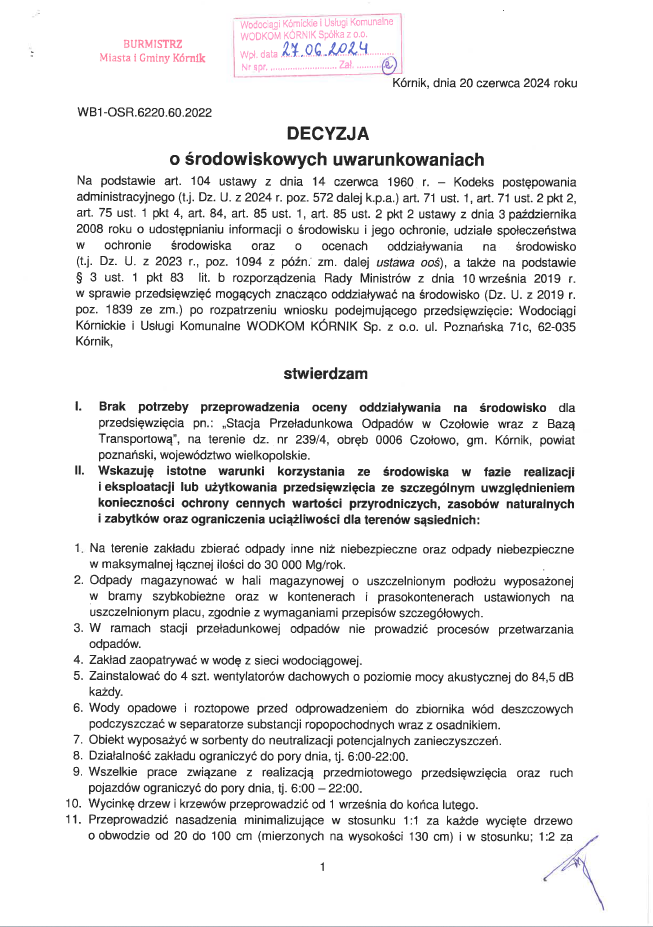 BURMISTRZ
Miasta i Gminy Kórnik
Wodociągi Kórnickie i Usługi Komunalne
WODKOM KÓRNIK Spółka z o.o.
Wpł. data 27.06.2024
Nr spr. .................... Zał. ..........
Kórnik, dnia 20 czerwca 2024 roku
WB1-OSR.6220.60.2022
DECYZJA
o środowiskowych uwarunkowaniach
Na podstawie art. 104 ustawy z dnia 14 czerwca 1960 r. – Kodeks postępowania
administracyjnego (t.j. Dz. U. z 2024 r. poz. 572 dalej k.p.a.) art. 71 ust. 1, art. 71 ust. 2 pkt 2,
art. 75 ust. 1 pkt 4, art. 84, art. 85 ust. 1, art. 85 ust. 2 pkt 2 ustawy z dnia 3 października
2008 roku o udostępnianiu informacji o środowisku i jego ochronie, udziale społeczeństwa
w ochronie środowiska oraz o ocenach oddziaływania na środowisko
(t.j. Dz. U. z 2023 r., poz. 1094 z późn. zm. dalej ustawa ooś), a także na podstawie
§ 3 ust. 1 pkt 83 lit. b rozporządzenia Rady Ministrów z dnia 10 września 2019 r.
w sprawie przedsięwzięć mogących znacząco oddziaływać na środowisko (Dz. U. z 2019 r.
poz. 1839 ze zm.) po rozpatrzeniu wniosku podejmującego przedsięwzięcie: Wodociągi
Kórnickie i Usługi Komunalne WODKOM KÓRNIK Sp. z o.o. ul. Poznańska 71c, 62-035
Kórnik,
stwierdzam
I. Brak potrzeby przeprowadzenia oceny oddziaływania na środowisko dla
przedsięwzięcia pn.: „Stacja Przeładunkowa Odpadów w Czołowie wraz z Bazą
Transportową”, na terenie dz. nr 239/4, obręb 0006 Czołowo, gm. Kórnik, powiat
poznański, województwo wielkopolskie.
II. Wskazuję istotne warunki korzystania ze środowiska w fazie realizacji
i eksploatacji lub użytkowania przedsięwzięcia ze szczególnym uwzględnieniem
konieczności ochrony cennych wartości przyrodniczych, zasobów naturalnych
i zabytków oraz ograniczenia uciążliwości dla terenów sąsiednich:
1. Na terenie zakładu zbierać odpady inne niż niebezpieczne oraz odpady niebezpieczne
w maksymalnej łącznej ilości do 30 000 Mg/rok.
2. Odpady magazynować w hali magazynowej o uszczelnionym podłożu wyposażonej
w bramy szybkobieżne oraz w kontenerach i prasokontenerach ustawionych na
uszczelnionym placu, zgodnie z wymaganiami przepisów szczegółowych.
3. W ramach stacji przeładunkowej odpadów nie prowadzić procesów przetwarzania
odpadów.
4. Zakład zaopatrywać w wodę z sieci wodociągowej.
5. Zainstalować do 4 szt. wentylatorów dachowych o poziomie mocy akustycznej do 84,5 dB
każdy.
6. Wody opadowe i roztopowe przed odprowadzeniem do zbiornika wód deszczowych
podczyszczać w separatorze substancji ropopochodnych wraz z osadnikiem.
7. Obiekt wyposażyć w sorbenty do neutralizacji potencjalnych zanieczyszczeń.
8. Działalność zakładu ograniczyć do pory dnia, tj. 6:00-22:00.
9. Wszelkie prace związane z realizacją przedmiotowego przedsięwzięcia oraz ruch
pojazdów ograniczyć do pory dnia, tj. 6:00 – 22:00.
10. Wycinkę drzew i krzewów przeprowadzić od 1 września do końca lutego.
11. Przeprowadzić nasadzenia minimalizujące w stosunku 1:1 za każde wycięte drzewo
o obwodzie od 20 do 100 cm (mierzonych na wysokości 130 cm) i w stosunku; 1:2 za
1